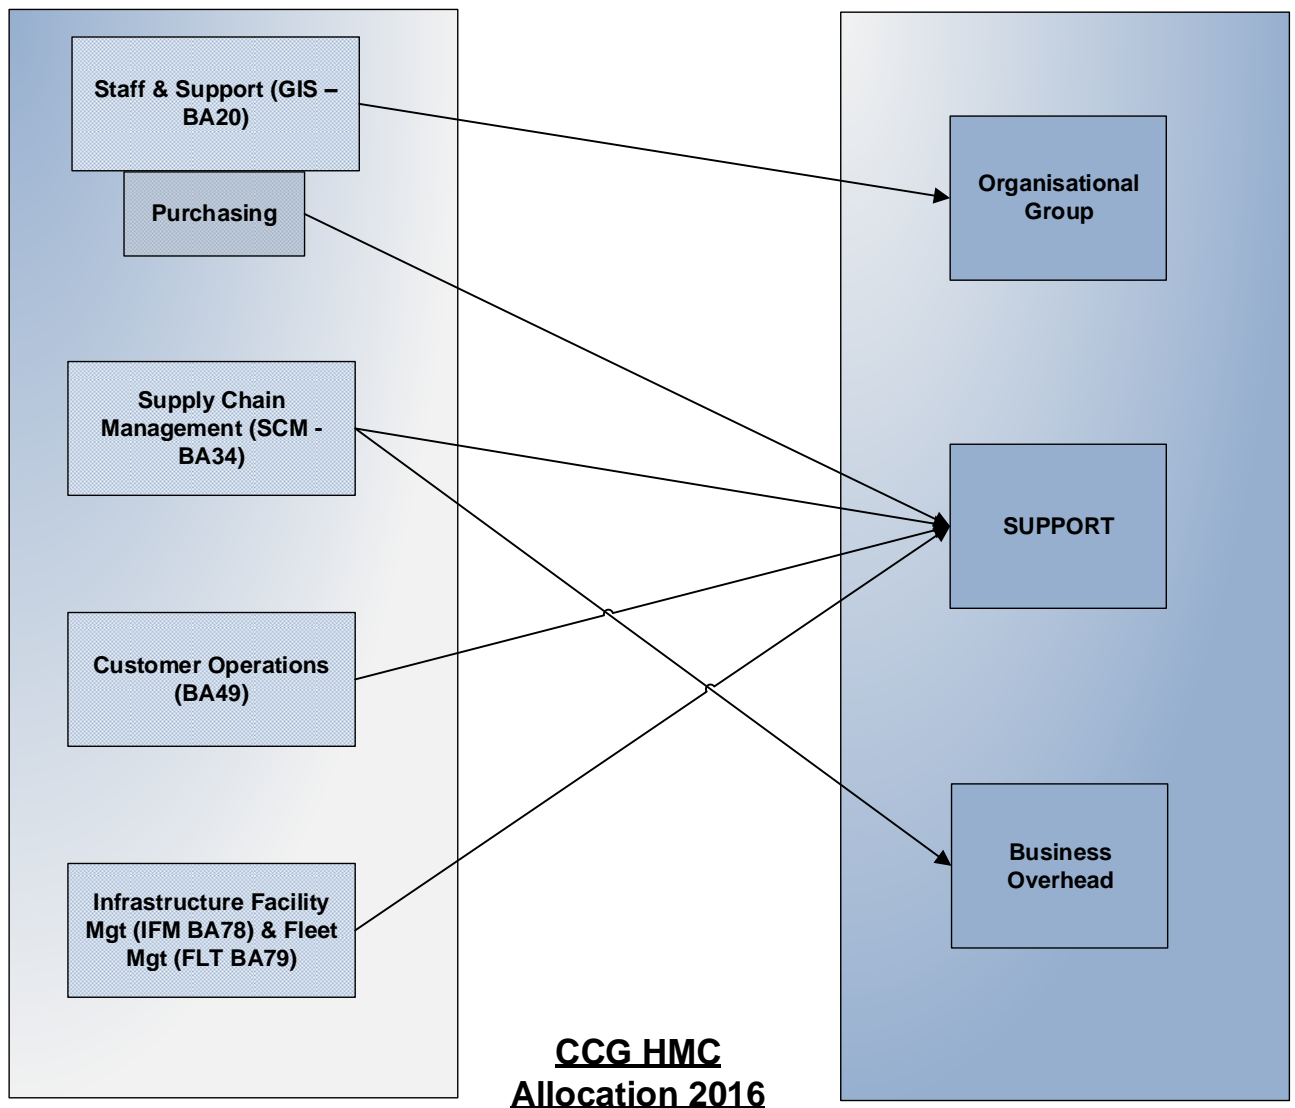 Staff & Support (GIS –
BA20)
Purchasing
Supply Chain
Management (SCM -
BA34)
Customer Operations
(BA49)
Infrastructure Facility
Mgt (IFM BA78) & Fleet
Mgt (FLT BA79)
Organisational
Group
SUPPORT
Business
Overhead
CCG HMC
Allocation 2016